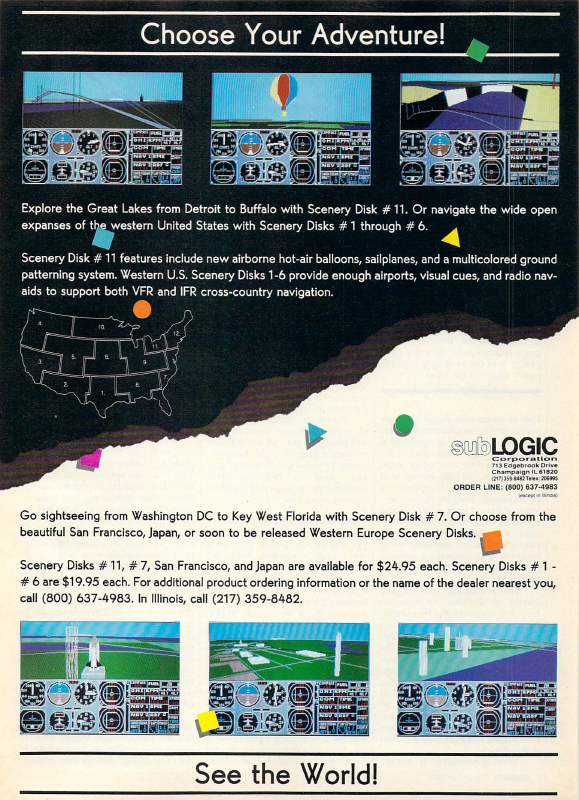 Choose Your Adventure!
Explore the Great Lakes from Detroit to Buffalo with Scenery Disk # 11. Or navigate the wide open
expanses of the western United States with Scenery Disks # 1 through # 6.
Scenery Disk # 11 features include new airborne hot-air balloons, sailplanes, and a multicolored ground
patterning system. Western U.S. Scenery Disks 1-6 provide enough airports, visual cues, and radio nav-
aids to support both VFR and IFR cross-country navigation.
4. 10. 12.
11.
3. 5. 6. 9.
2. 1. 8. 7.
subLOGIC
Corporation
713 Edgebrook Drive
Champaign IL 61820
(217) 359-8482 Telex: 206995
ORDER LINE: (800) 637-4983
(except in Illinois)
Go sightseeing from Washington DC to Key West Florida with Scenery Disk # 7. Or choose from the
beautiful San Francisco, Japan, or soon to be released Western Europe Scenery Disks.
Scenery Disks # 11, # 7, San Francisco, and Japan are available for $24.95 each. Scenery Disks # 1 -
# 6 are $19.95 each. For additional product ordering information or the name of the dealer nearest you,
call (800) 637-4983. In Illinois, call (217) 359-8482.
See the World!